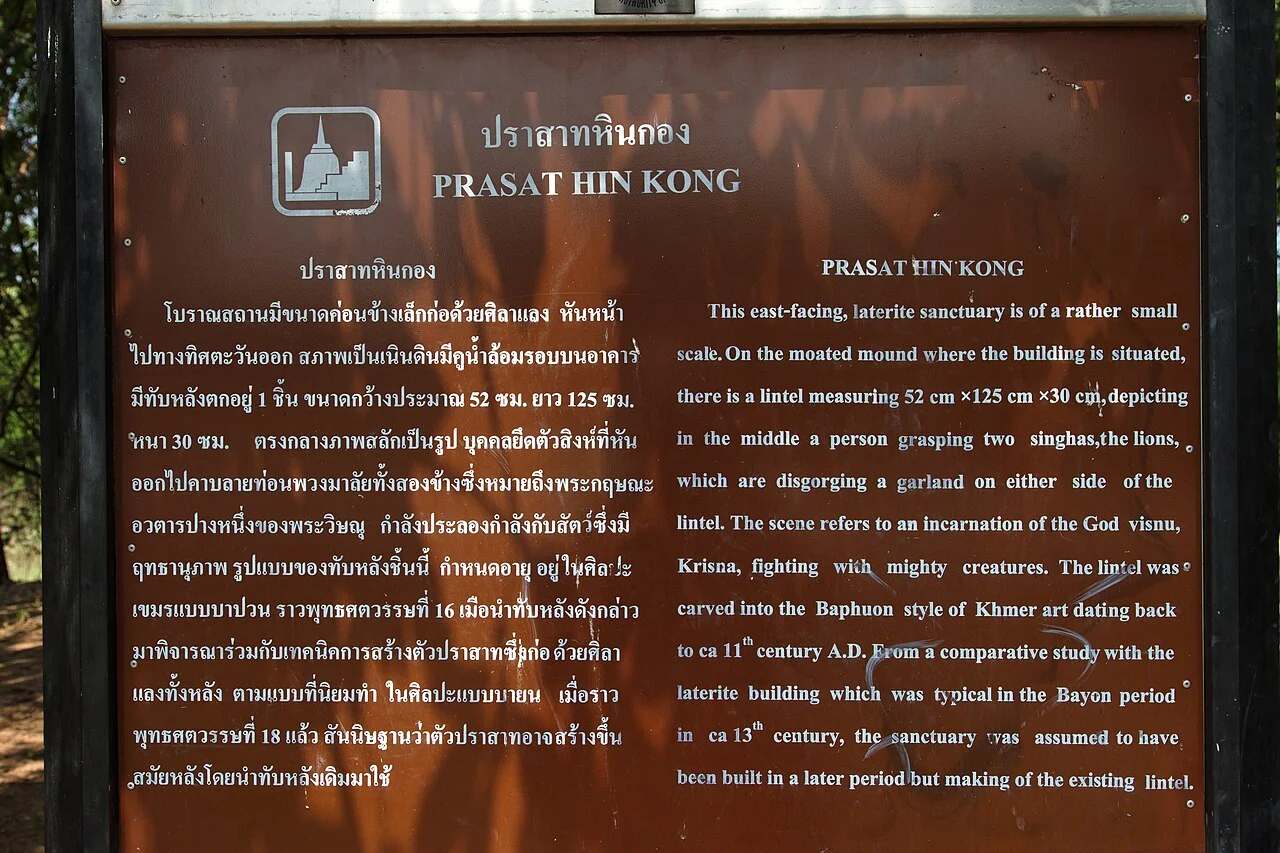 ปราสาทหินกอง
PRASAT HIN KONG
ปราสาทหินกอง
โบราณสถานมีขนาดค่อนข้างเล็กก่อด้วยศิลาแลง หันหน้า
ไปทางทิศตะวันออก สภาพเป็นเนินดินมีคูน้ำล้อมรอบบนอาคาร
มีทับหลังตกอยู่ 1 ชิ้น ขนาดกว้างประมาณ 52 ซม. ยาว 125 ซม.
หนา 30 ซม. ตรงกลางภาพสลักเป็นรูป บุคคลยึดตัวสิงห์ที่หัน
ออกไปคาบลายท่อนพวงมาลัยทั้งสองข้างซึ่งหมายถึงพระกฤษณะ
อวตารปางหนึ่งของพระวิษณุ กำลังประลองกำลังกับสัตว์ซึ่งมี
ฤทธานุภาพ รูปแบบของทับหลังชิ้นนี้ กำหนดอายุ อยู่ในศิลปะ
เขมรแบบบาปวน ราวพุทธศตวรรษที่ 16 เมื่อนำทับหลังดังกล่าว
มาพิจารณาร่วมกับเทคนิคการสร้างตัวปราสาทซึ่งก่อ ด้วยศิลา
แลงทั้งหลัง ตามแบบที่นิยมทำ ในศิลปะแบบบายน เมื่อราว
พุทธศตวรรษที่ 18 แล้ว สันนิษฐานว่าตัวปราสาทอาจสร้างขึ้น
สมัยหลังโดยนำทับหลังเดิมมาใช้
PRASAT HIN KONG
This east-facing, laterite sanctuary is of a rather small
scale. On the moated mound where the building is situated,
there is a lintel measuring 52 cm ×125 cm ×30 cm,depicting
in the middle a person grasping two singhas,the lions,
which are disgorging a garland on either side of the
lintel. The scene refers to an incarnation of the God visnu,
Krisna, fighting with mighty creatures. The lintel was
carved into the Baphuon style of Khmer art dating back
to ca 11th century A.D. From a comparative study with the
laterite building which was typical in the Bayon period
in ca 13th century, the sanctuary was assumed to have
been built in a later period but making of the existing lintel.